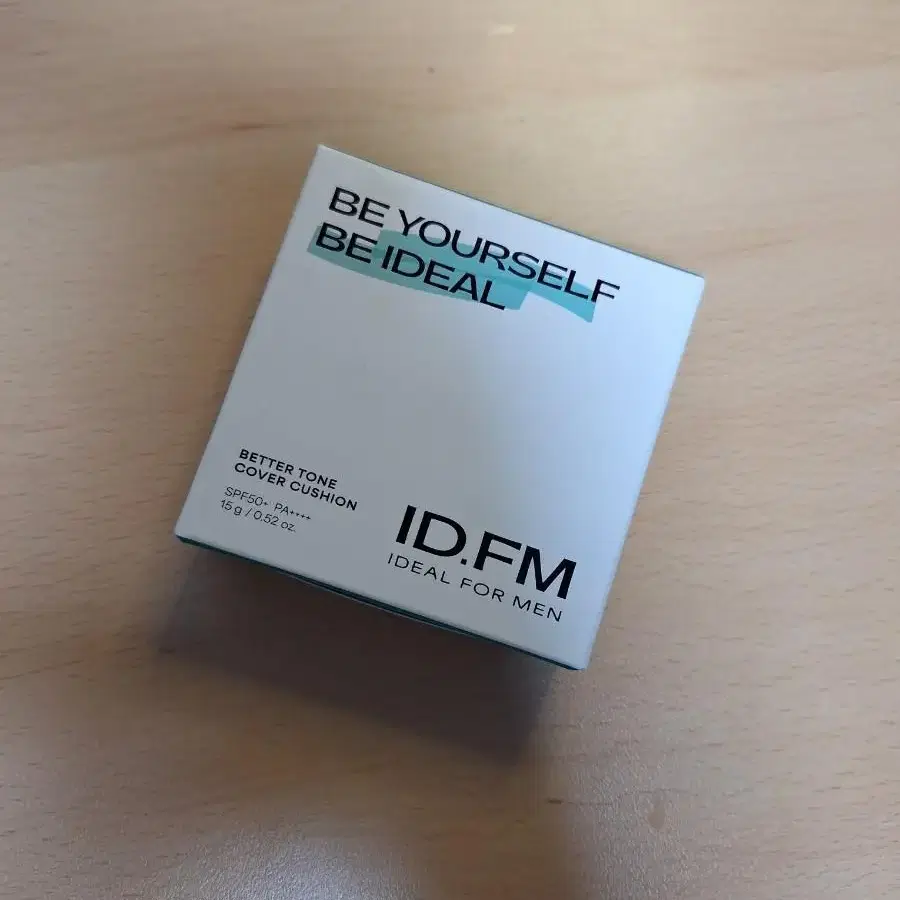 BE YOURSELF
BE IDEAL
BETTER TONE
COVER CUSHION
SPF50+ PA++++
15 g / 0.52 oz.
ID.FM
IDEAL FOR MEN